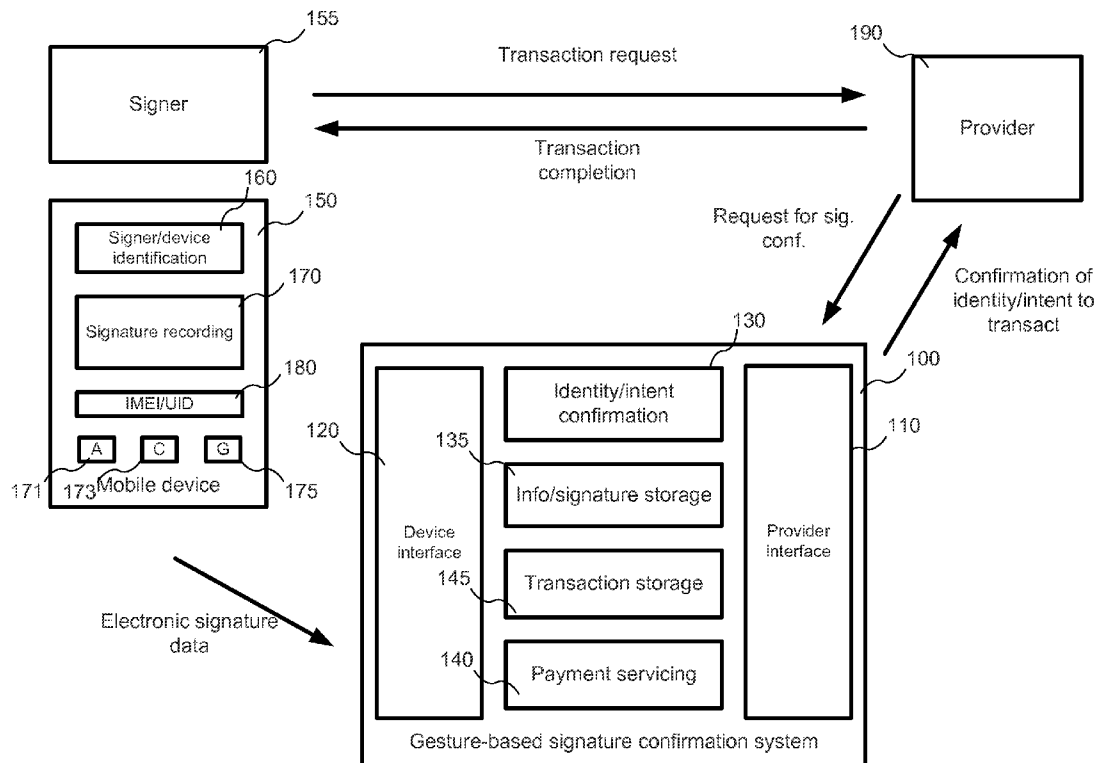 155
Signer
Transaction request
Transaction
completion
190
Provider
160
150
Signer/device
identification
170
Signature recording
180
IMEI/UID
A
C
G
171
173
175
Mobile device
Request for sig.
conf.
Confirmation of
identity/intent to
transact
Electronic signature
data
130
100
120
Identity/intent
confirmation
110
135
Info/signature storage
Device
interface
Provider
interface
145
Transaction storage
140
Payment servicing
Gesture-based signature confirmation system